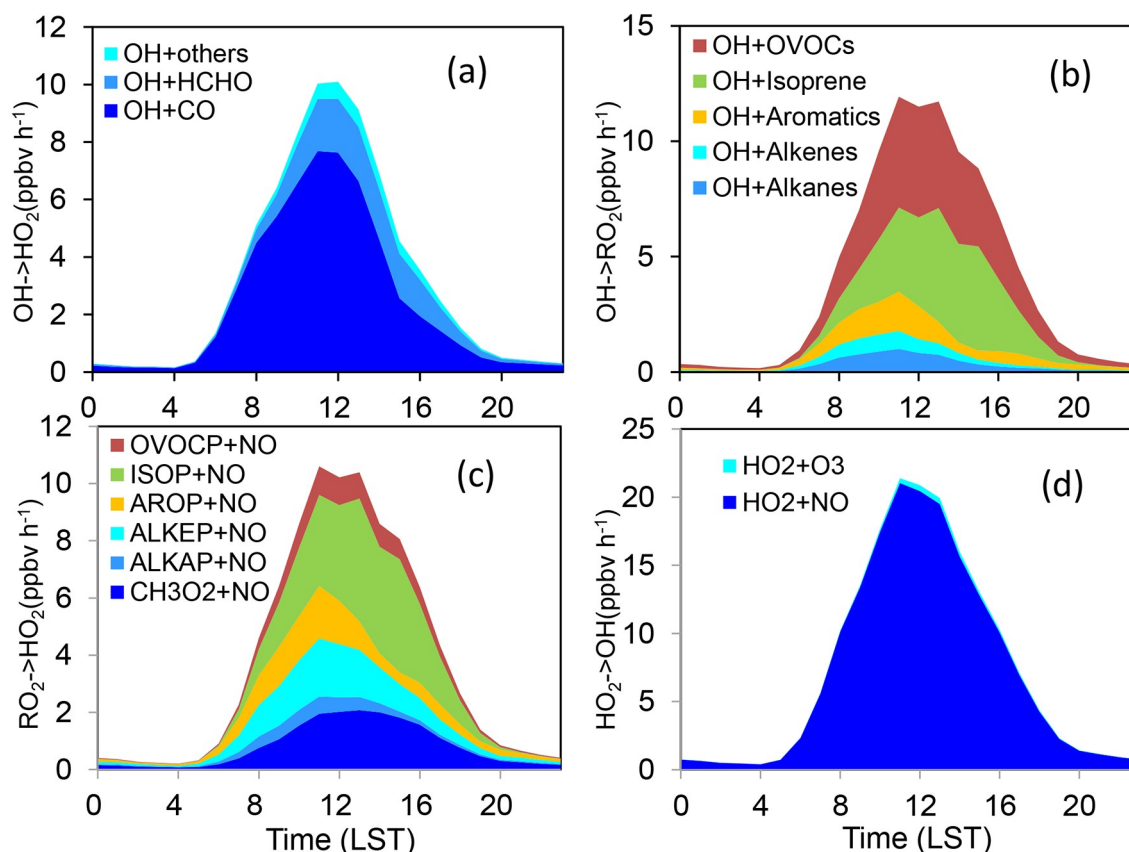 12
10
8
6
4
2
0
OH->HO2(ppbv h-1)
OH+others
OH+HCHO
OH+CO
(a)
0 4 8 12 16 20
15
10
5
0
OH->RO2(ppbv h-1)
OH+OVOCs
OH+Isoprene
OH+Aromatics
OH+Alkenes
OH+Alkanes
(b)
0 4 8 12 16 20
12
10
8
6
4
2
0
RO2->HO2(ppbv h-1)
OVOCP+NO
ISOP+NO
AROP+NO
ALKEP+NO
ALKAP+NO
CH3O2+NO
(c)
0 4 8 12 16 20
Time (LST)
25
20
15
10
5
0
HO2->OH(ppbv h-1)
HO2+O3
HO2+NO
(d)
0 4 8 12 16 20
Time (LST)